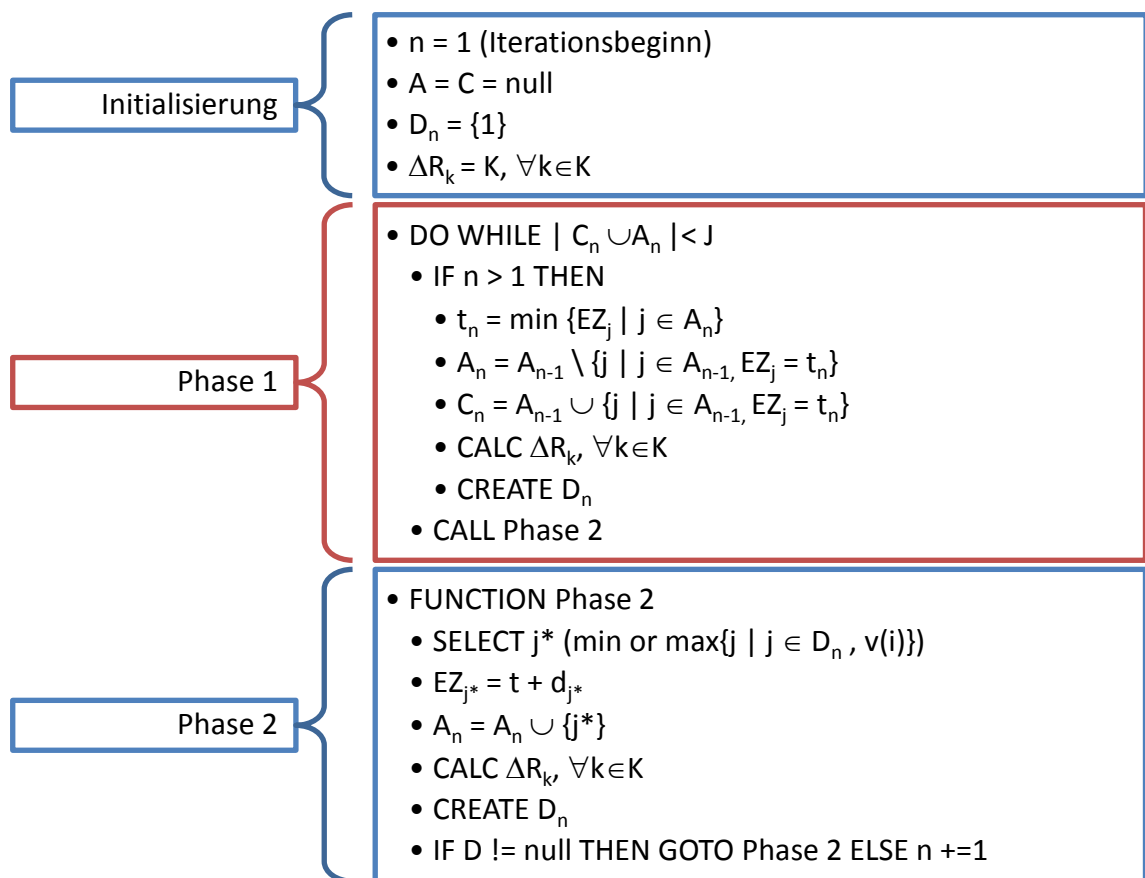 Initialisierung
• n = 1 (Iterationsbeginn)
• A = C = null
• Dₙ = {1}
• ΔRₖ = K, ∀k∈K
Phase 1
• DO WHILE | Cₙ ∪Aₙ |< J
• IF n > 1 THEN
• tₙ = min {EZⱼ | j ∈ Aₙ}
• Aₙ = Aₙ₋₁ \ {j | j ∈ Aₙ₋₁, EZⱼ = tₙ}
• Cₙ = Aₙ₋₁ ∪ {j | j ∈ Aₙ₋₁, EZⱼ = tₙ}
• CALC ΔRₖ, ∀k∈K
• CREATE Dₙ
• CALL Phase 2
Phase 2
• FUNCTION Phase 2
• SELECT j* (min or max{j | j ∈ Dₙ , v(i)})
• EZⱼ* = t + dⱼ*
• Aₙ = Aₙ ∪ {j*}
• CALC ΔRₖ, ∀k∈K
• CREATE Dₙ
• IF D != null THEN GOTO Phase 2 ELSE n +=1